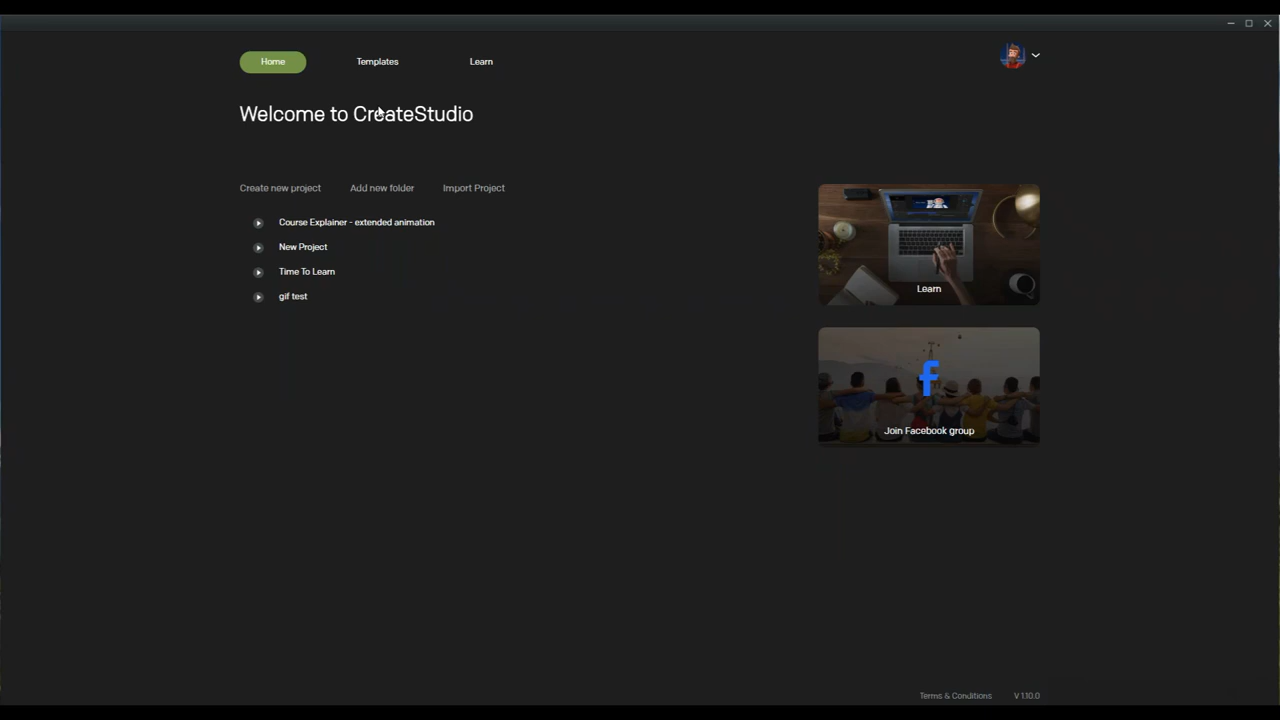 Home
Templates
Learn
Welcome to CreateStudio
Create new project
Add new folder
Import Project
Course Explainer - extended animation
New Project
Time To Learn
gif test
Learn
Join Facebook group
Terms & Conditions
V 1.10.0